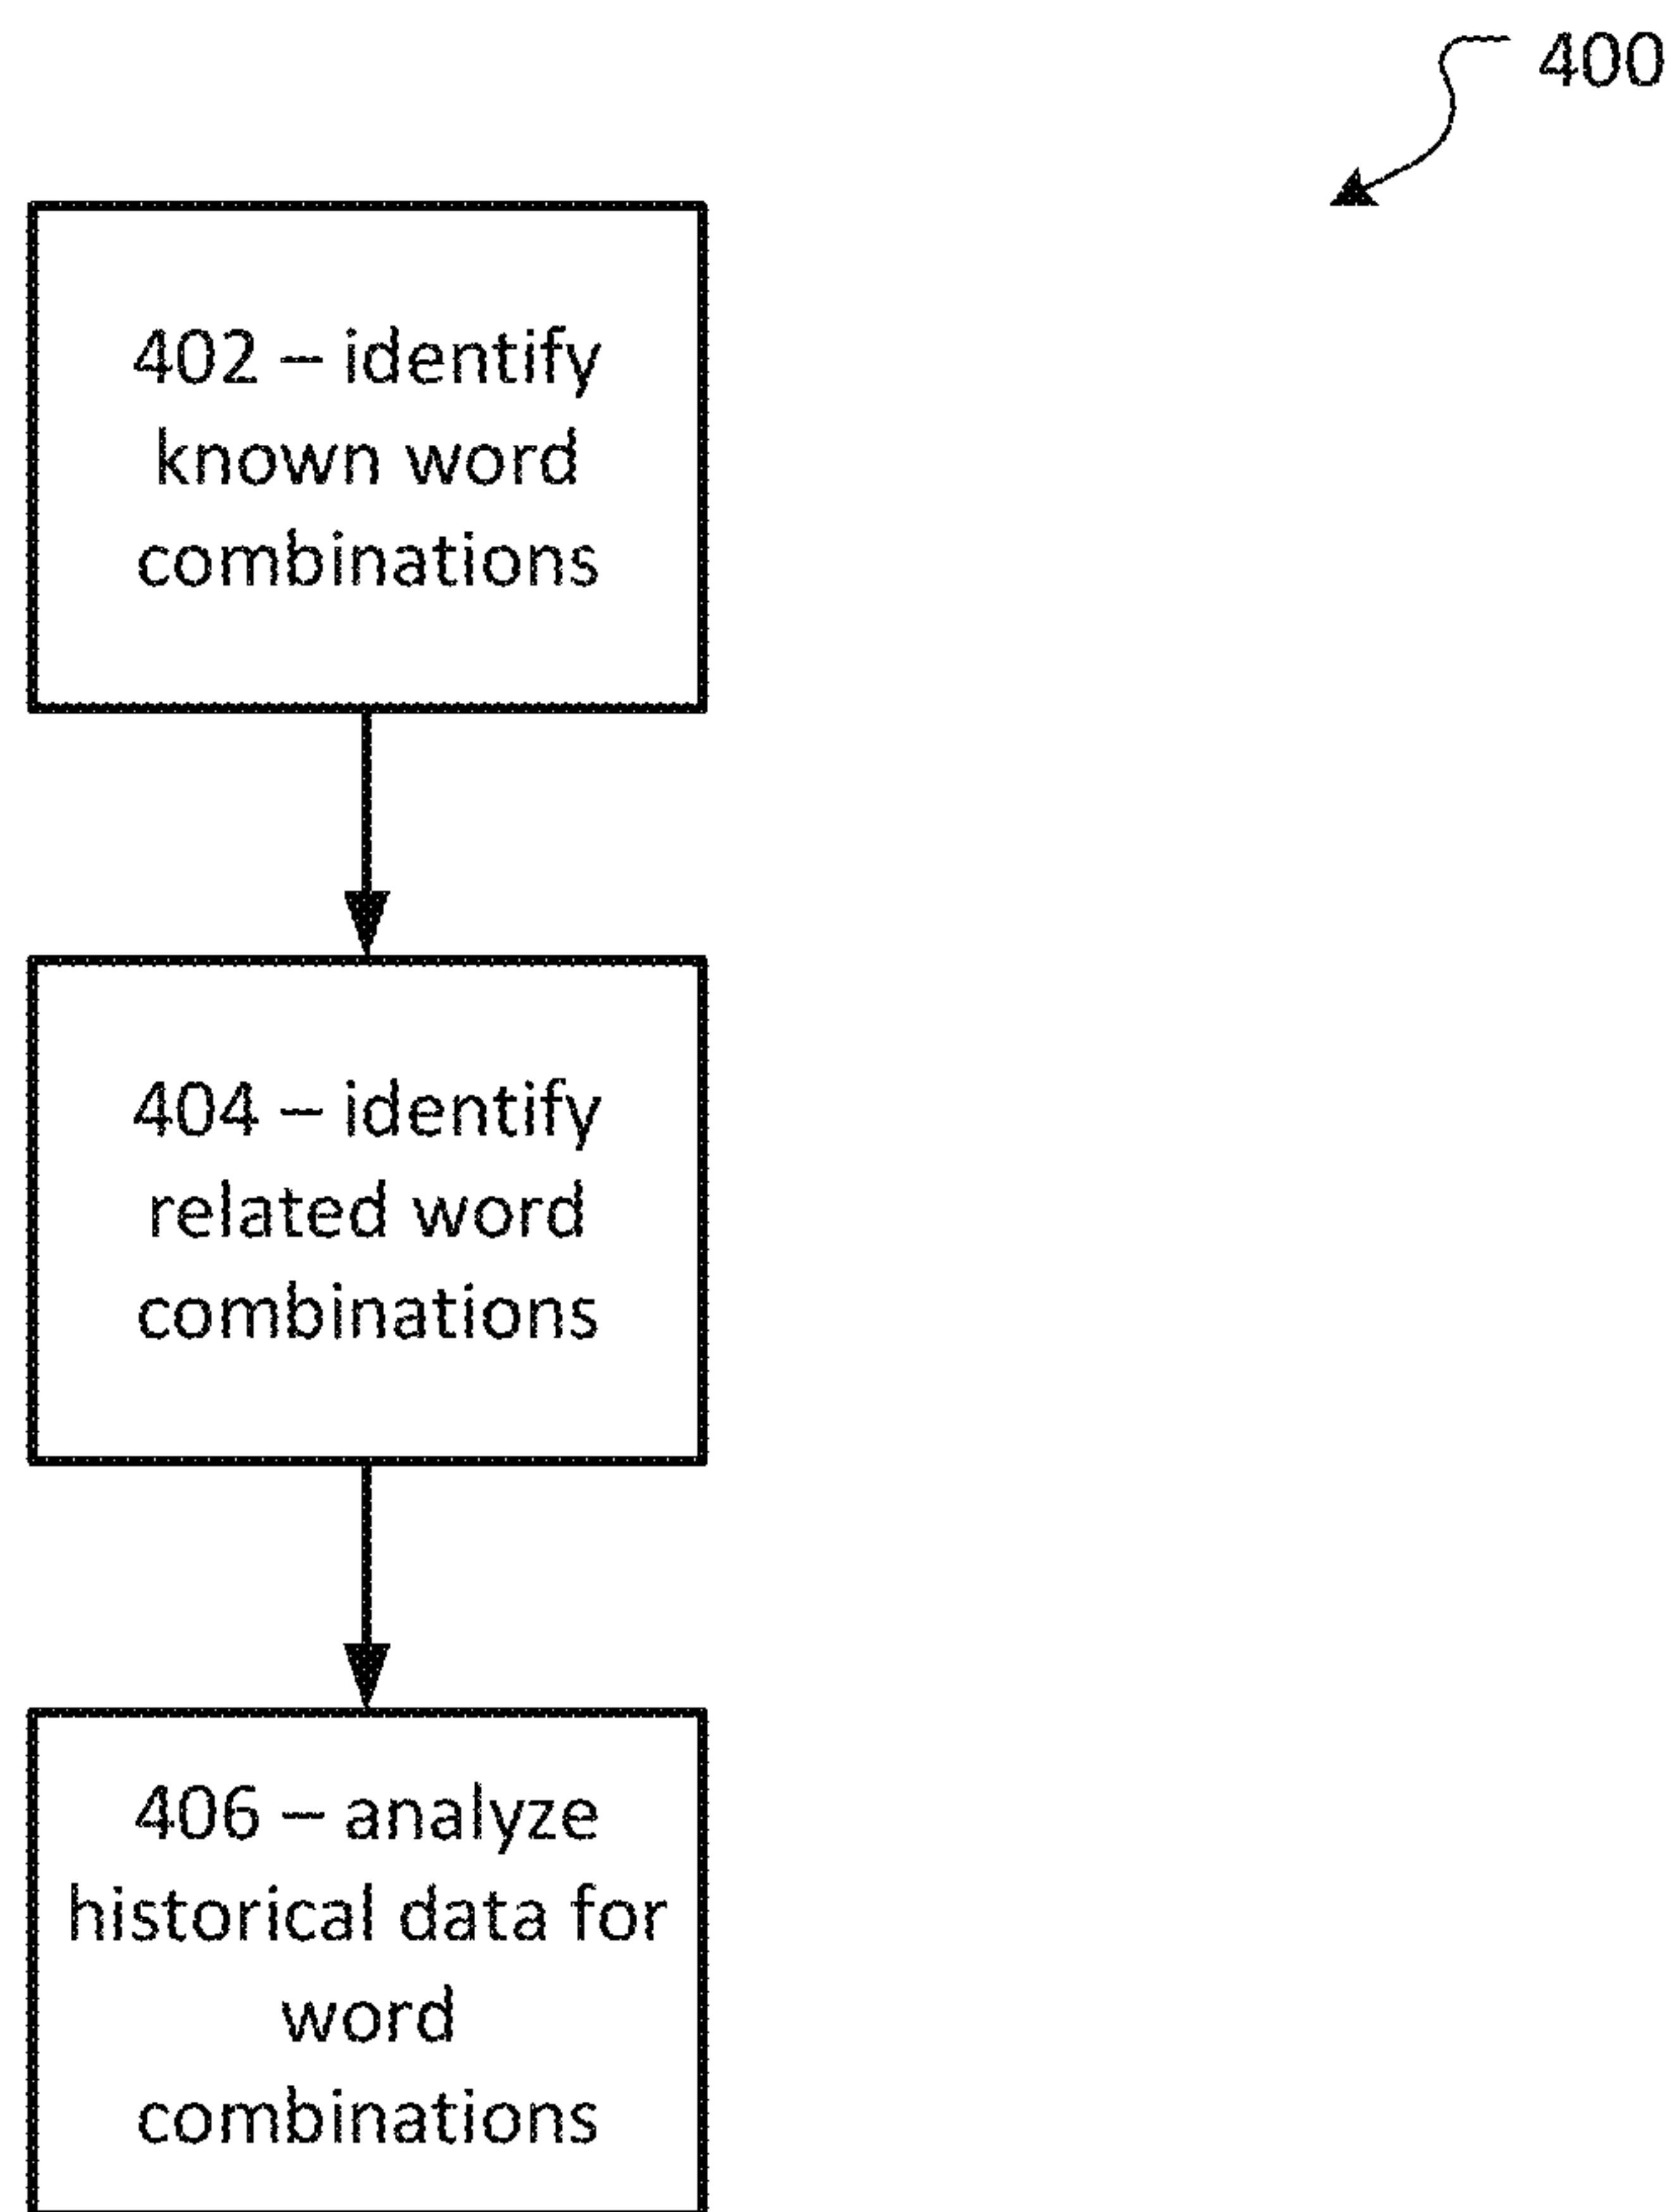 400
402 – identify
known word
combinations
404 – identify
related word
combinations
406 – analyze
historical data for
word
combinations